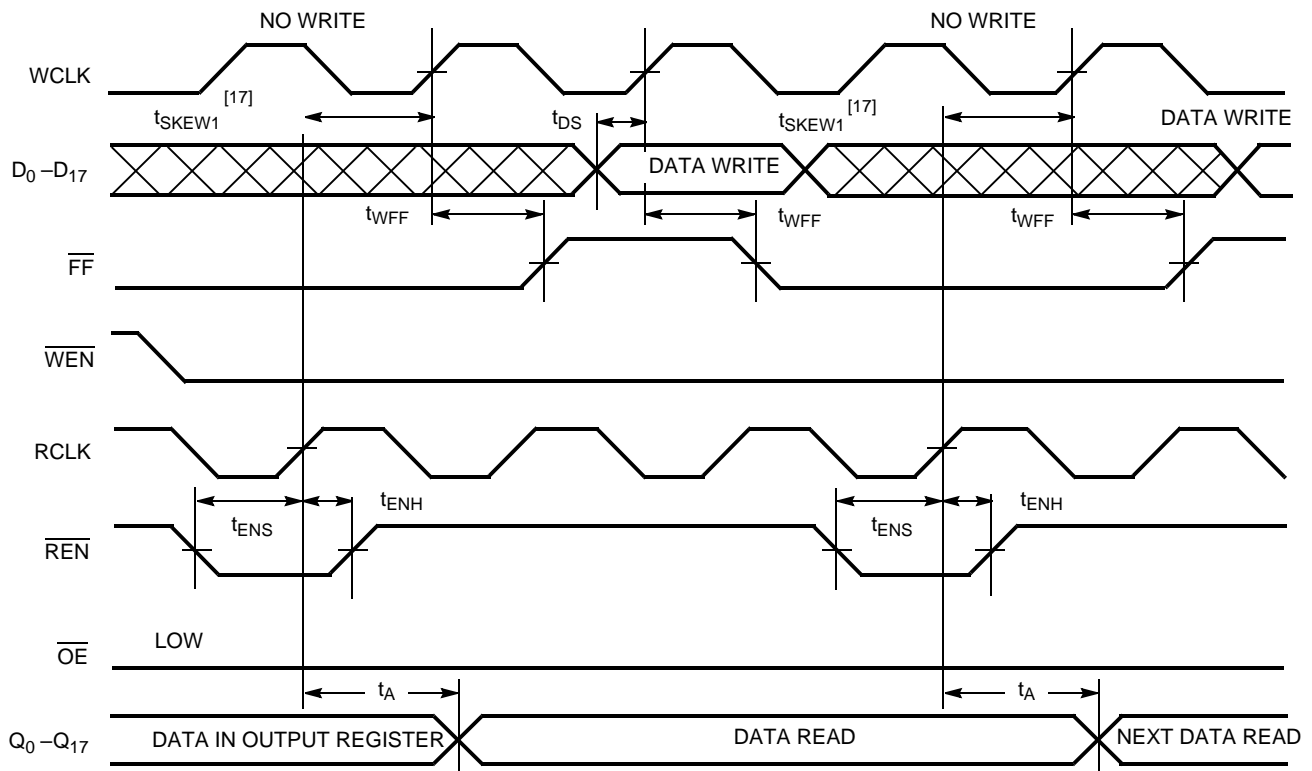 NO WRITE NO WRITE
WCLK
tSKEW1 [17] tDS tSKEW1 [17] DATA WRITE
D0 –D17 DATA WRITE
tWFF tWFF tWFF
FF
WEN
RCLK
tENS tENH tENS tENH
REN
LOW
OE
tA tA
Q0 –Q17 DATA IN OUTPUT REGISTER DATA READ NEXT DATA READ